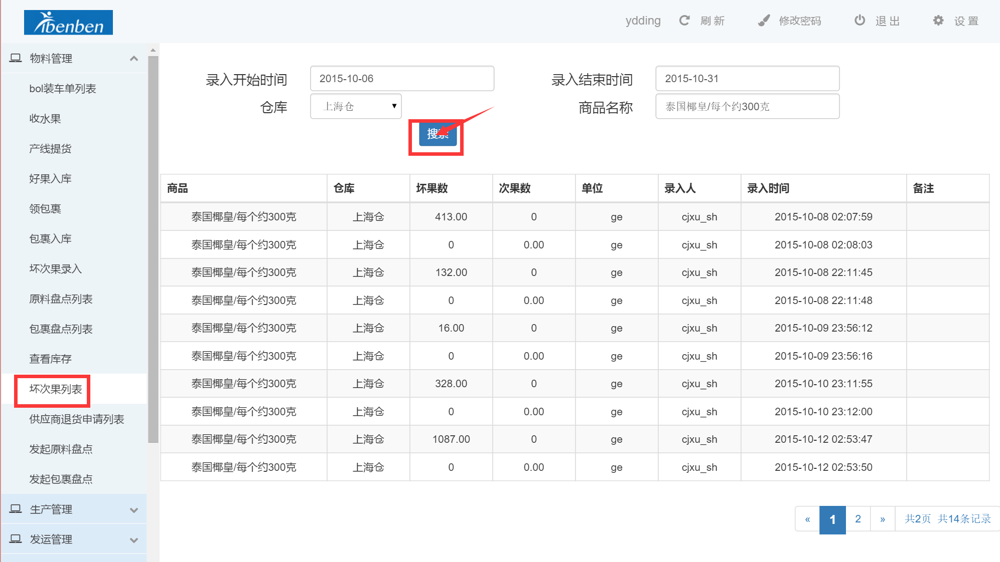 ibenben
ydding 刷 新 修改密码 退 出 设 置
物料管理
bol装车单列表
收水果
产线提货
好果入库
领包裹
包裹入库
坏次果录入
原料盘点列表
包裹盘点列表
查看库存
坏次果列表
供应商退货申请列表
发起原料盘点
发起包裹盘点
生产管理
发运管理
录入开始时间 2015-10-06 录入结束时间 2015-10-31
仓库 上海仓 商品名称 泰国椰皇/每个约300克
搜索
商品 仓库 坏果数 次果数 单位 录入人 录入时间 备注
泰国椰皇/每个约300克 上海仓 413.00 0 ge cjxu_sh 2015-10-08 02:07:59
泰国椰皇/每个约300克 上海仓 0 0.00 ge cjxu_sh 2015-10-08 02:08:03
泰国椰皇/每个约300克 上海仓 132.00 0 ge cjxu_sh 2015-10-08 22:11:45
泰国椰皇/每个约300克 上海仓 0 0.00 ge cjxu_sh 2015-10-08 22:11:48
泰国椰皇/每个约300克 上海仓 16.00 0 ge cjxu_sh 2015-10-09 23:56:12
泰国椰皇/每个约300克 上海仓 0 0.00 ge cjxu_sh 2015-10-09 23:56:16
泰国椰皇/每个约300克 上海仓 328.00 0 ge cjxu_sh 2015-10-10 23:11:55
泰国椰皇/每个约300克 上海仓 0 0.00 ge cjxu_sh 2015-10-10 23:12:00
泰国椰皇/每个约300克 上海仓 1087.00 0 ge cjxu_sh 2015-10-12 02:53:47
泰国椰皇/每个约300克 上海仓 0 0.00 ge cjxu_sh 2015-10-12 02:53:50
« 1 2 » 共2页 共14条记录